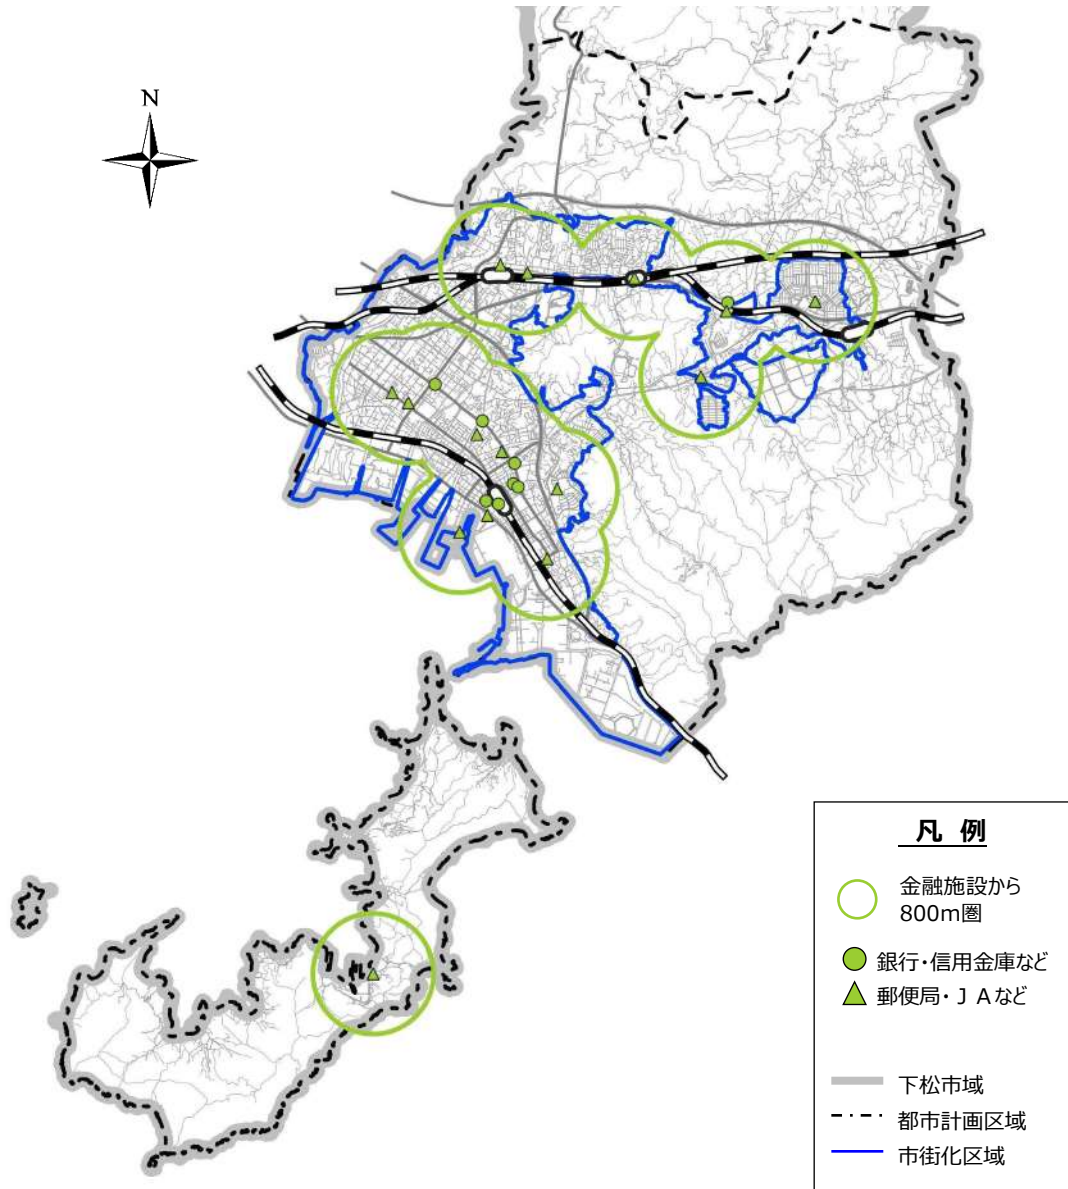 N
凡 例
金融施設から
800m圏
銀行・信用金庫など
郵便局・ＪＡなど
下松市域
都市計画区域
市街化区域